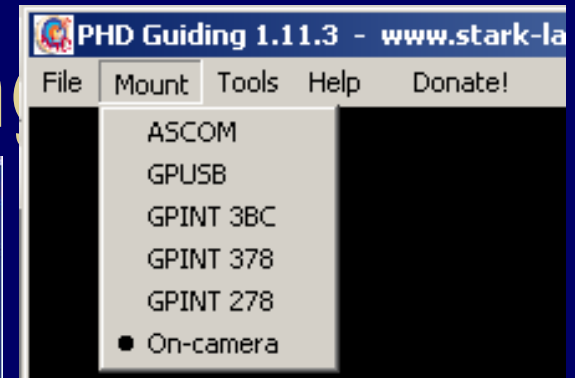 PHD Guiding 1.11.3 - www.stark-la
File Mount Tools Help Donate!
ASCOM
GPUSB
GPINT 3BC
GPINT 378
GPINT 278
On-camera